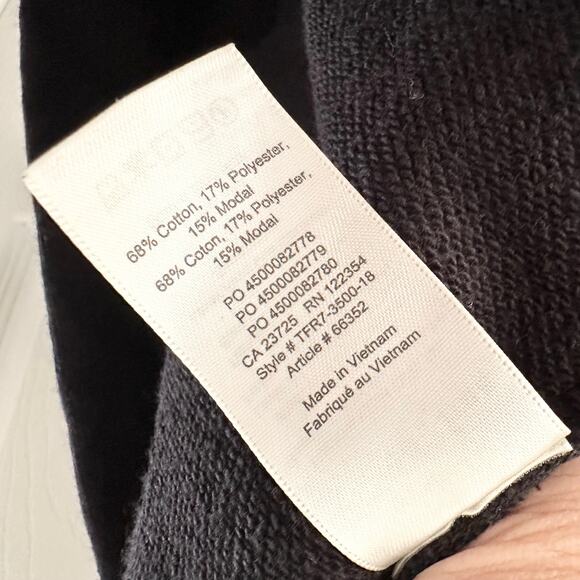 68% Cotton, 17% Polyester,
15% Modal
68% Coton, 17% Polyester,
15% Modal
PO 4500082778
PO 4500082779
PO 4500082780
CA 23725 RN 122354
Style # TFR7-3500-18
Article # 66352
Made in Vietnam
Fabriqué au Vietnam